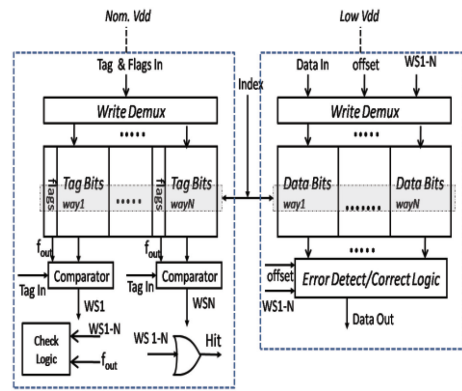 Nom. Vdd
Low Vdd
Tag & Flags In
Data In
offset
WS1-N
Index
Write Demux
Write Demux
.....
.....
flags
Tag Bits
way1
.....
flags
Tag Bits
wayN
Data Bits
way1
.......
Data Bits
wayN
fout
fout
.....
Comparator
Comparator
Error Detect/Correct Logic
offset
Tag In
Tag In
WS1-N
WS1
WSN
Data Out
Check
Logic
WS1-N
fout
WS 1-N
Hit